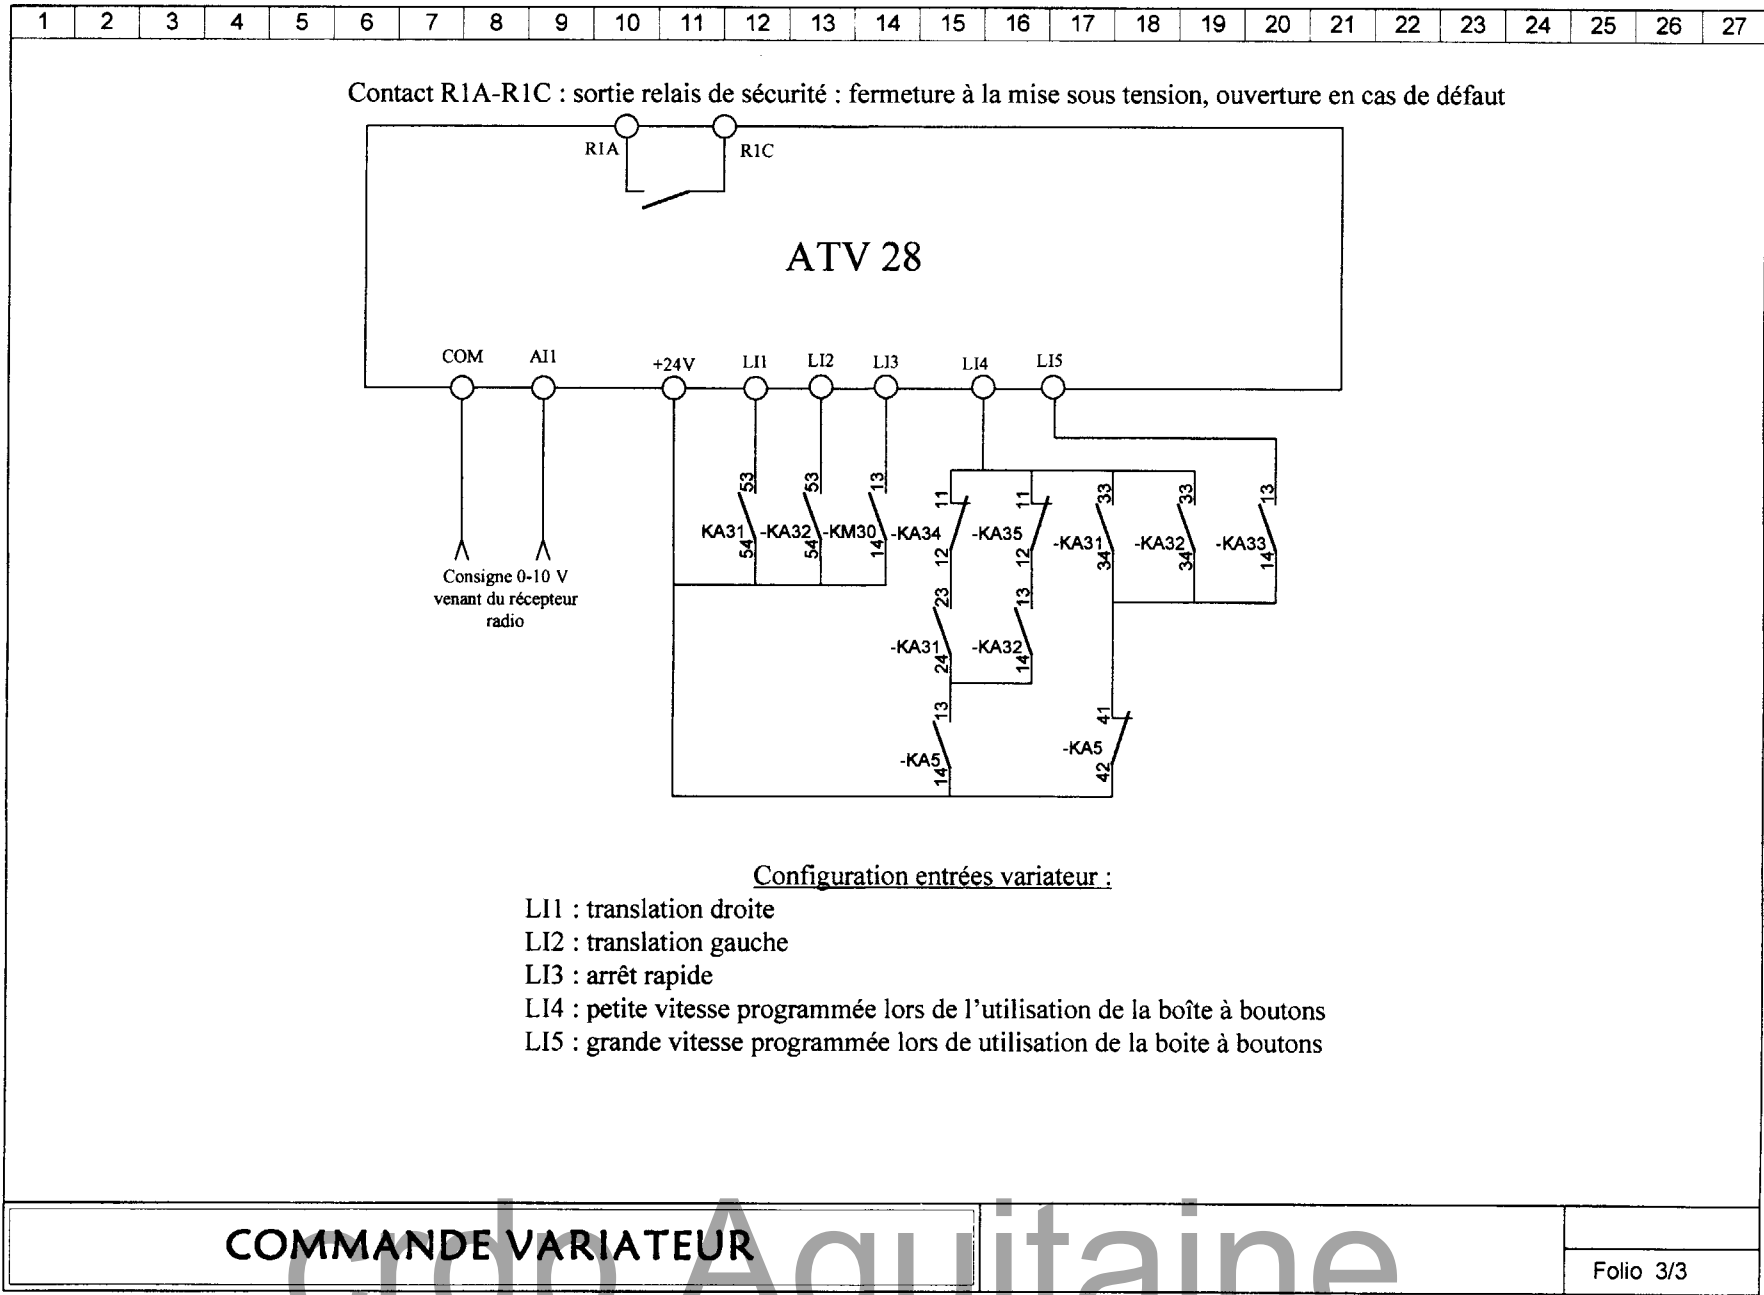 1 2 3 4 5 6 7 8 9 10 11 12 13 14 15 16 17 18 19 20 21 22 23 24 25 26 27
Contact R1A-R1C : sortie relais de sécurité : fermeture à la mise sous tension, ouverture en cas de défaut
R1A R1C
ATV 28
COM AI1 +24V LI1 LI2 LI3 LI4 LI5
53 53 13 11 11 33 33 13
KA31 -KA32 -KM30 -KA34 -KA35 -KA31 -KA32 -KA33
54 54 14 12 12 34 34 14
Consigne 0-10 V
venant du récepteur
radio
23 13
-KA31 -KA32
24 14
13 41
-KA5 -KA5
14 42
Configuration entrées variateur :
LI1 : translation droite
LI2 : translation gauche
LI3 : arrêt rapide
LI4 : petite vitesse programmée lors de l'utilisation de la boîte à boutons
LI5 : grande vitesse programmée lors de utilisation de la boite à boutons
COMMANDE VARIATEUR
crdp Aquitaine
Folio 3/3